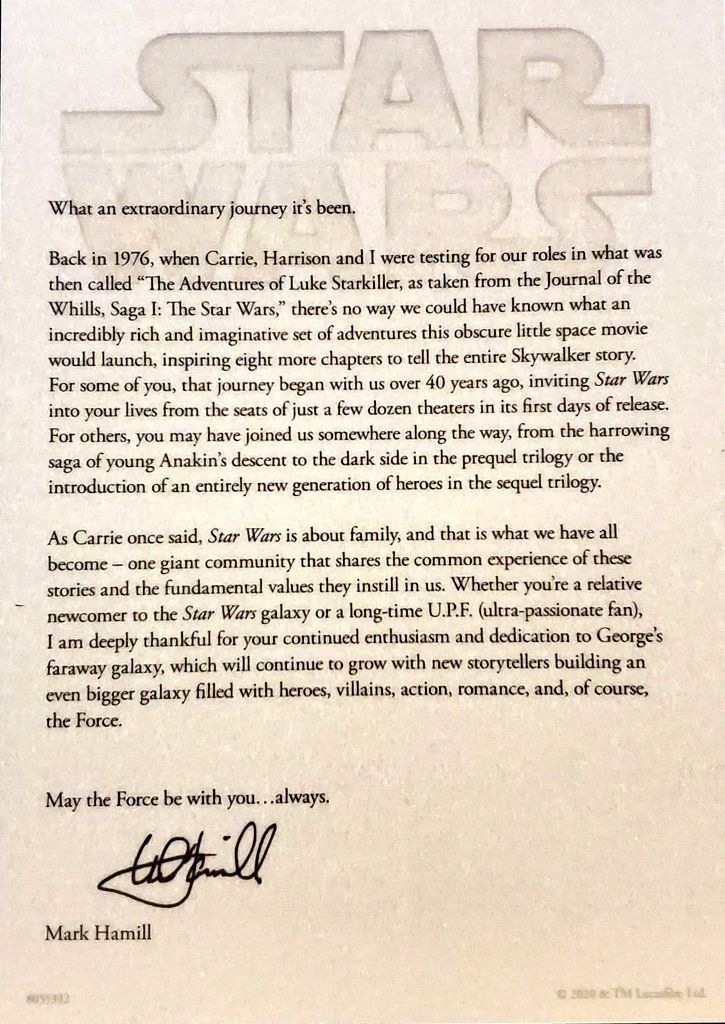 STAR
WARS
What an extraordinary journey it's been.
Back in 1976, when Carrie, Harrison and I were testing for our roles in what was
then called “The Adventures of Luke Starkiller, as taken from the Journal of the
Whills, Saga I: The Star Wars,” there's no way we could have known what an
incredibly rich and imaginative set of adventures this obscure little space movie
would launch, inspiring eight more chapters to tell the entire Skywalker story.
For some of you, that journey began with us over 40 years ago, inviting Star Wars
into your lives from the seats of just a few dozen theaters in its first days of release.
For others, you may have joined us somewhere along the way, from the harrowing
saga of young Anakin's descent to the dark side in the prequel trilogy or the
introduction of an entirely new generation of heroes in the sequel trilogy.
As Carrie once said, Star Wars is about family, and that is what we have all
become – one giant community that shares the common experience of these
stories and the fundamental values they instill in us. Whether you're a relative
newcomer to the Star Wars galaxy or a long-time U.P.F. (ultra-passionate fan),
I am deeply thankful for your continued enthusiasm and dedication to George's
faraway galaxy, which will continue to grow with new storytellers building an
even bigger galaxy filled with heroes, villains, action, romance, and, of course,
the Force.
May the Force be with you…always.
Mark Hamill
8055392 © 2020 & TM Lucasfilm Ltd.